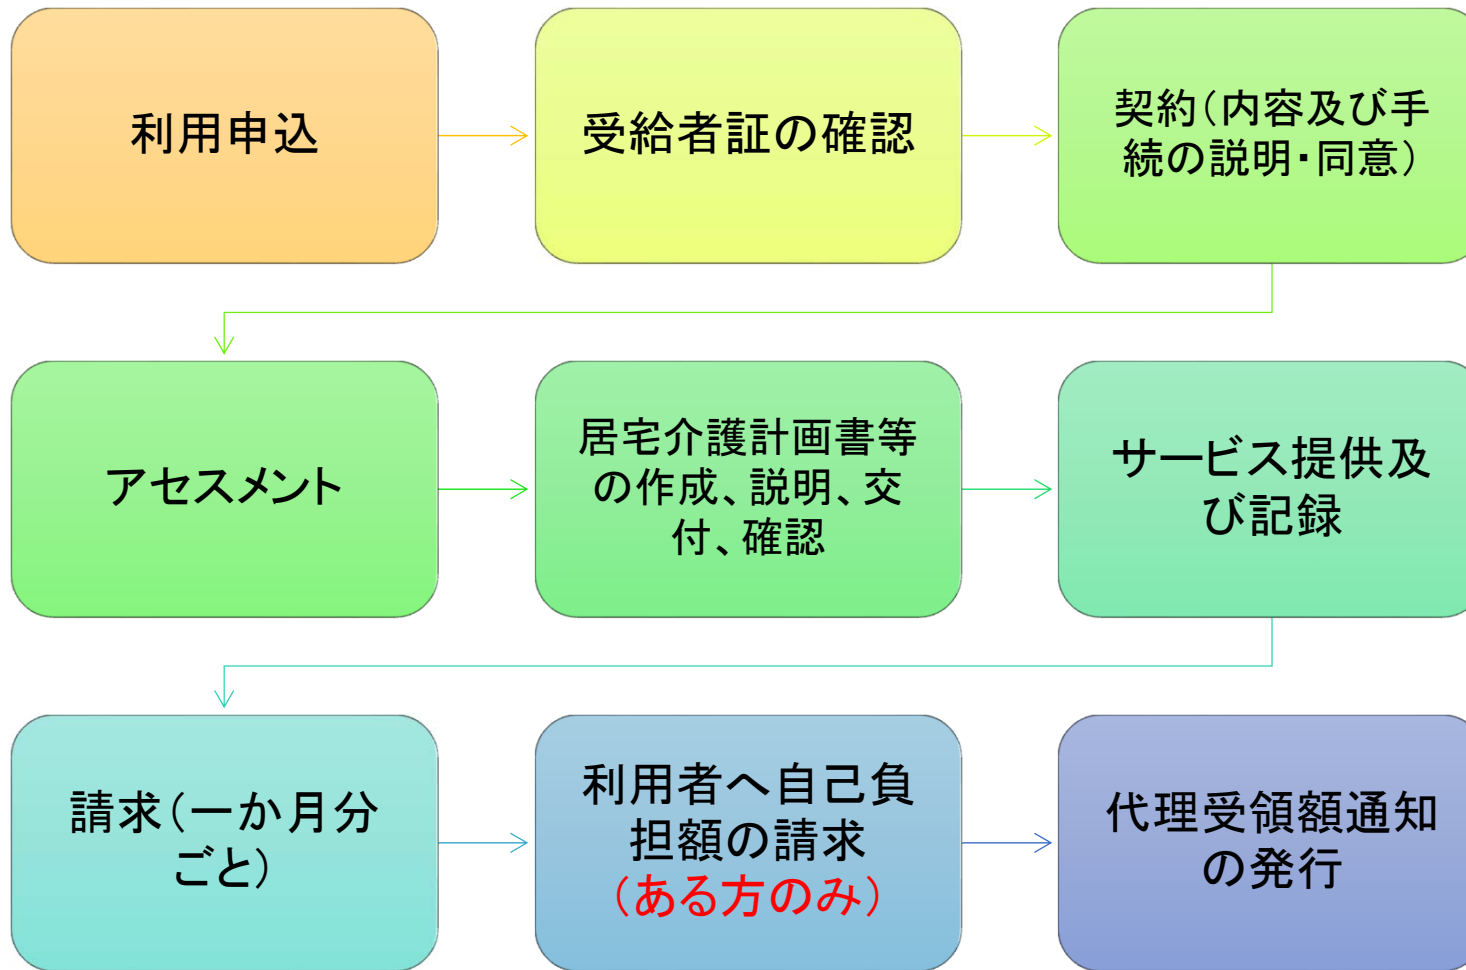 利用申込
受給者証の確認
契約(内容及び手
続の説明・同意)
アセスメント
居宅介護計画書等
の作成、説明、交
付、確認
サービス提供及
び記録
請求(一か月分
ごと)
利用者へ自己負
担額の請求
(ある方のみ)
代理受領額通知
の発行